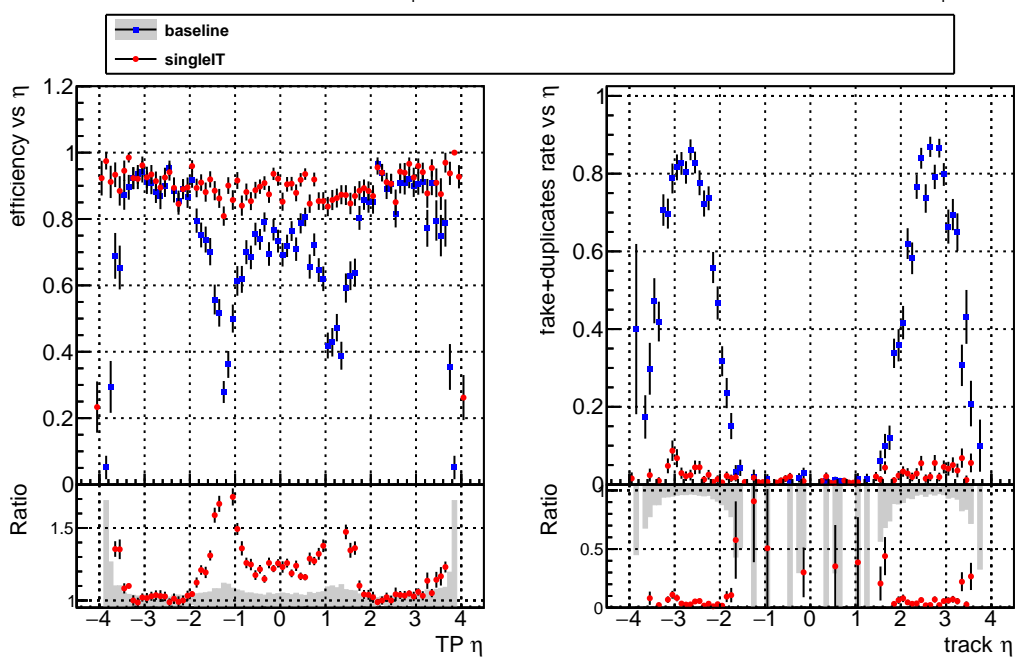 baseline
singleIT
efficiency vs η
1.2
1
0.8
0.6
0.4
0.2
0
Ratio
1.5
1
−4 −3 −2 −1 0 1 2 3 4
TP η
fake+duplicates rate vs η
1
0.8
0.6
0.4
0.2
0
Ratio
0.5
0
−4 −3 −2 −1 0 1 2 3 4
track η